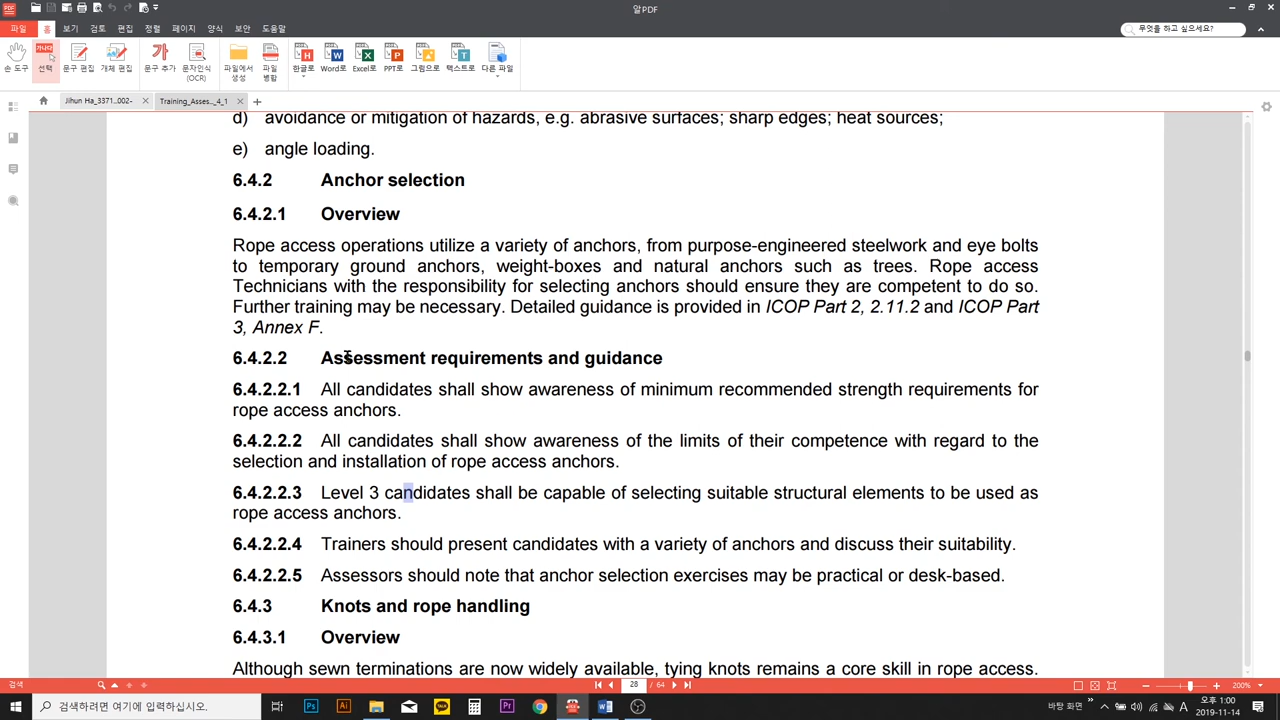 알PDF
파일 홈 보기 검토 편집 정렬 페이지 양식 보안 도움말
무엇을 하고 싶으세요?
손 도구 선택 문구 편집 개체 편집 문구 추가 문자인식 (OCR) 파일에서 생성 파일 병합 한글로 Word로 Excel로 PPT로 그림으로 텍스트로 다른 파일
Jihun Ha_3371_002- Training_Asses..._4_1
d) avoidance or mitigation of hazards, e.g. abrasive surfaces; sharp edges; heat sources;
e) angle loading.
6.4.2 Anchor selection
6.4.2.1 Overview
Rope access operations utilize a variety of anchors, from purpose-engineered steelwork and eye bolts
to temporary ground anchors, weight-boxes and natural anchors such as trees. Rope access
Technicians with the responsibility for selecting anchors should ensure they are competent to do so.
Further training may be necessary. Detailed guidance is provided in ICOP Part 2, 2.11.2 and ICOP Part
3, Annex F.
6.4.2.2 Assessment requirements and guidance
6.4.2.2.1 All candidates shall show awareness of minimum recommended strength requirements for
rope access anchors.
6.4.2.2.2 All candidates shall show awareness of the limits of their competence with regard to the
selection and installation of rope access anchors.
6.4.2.2.3 Level 3 candidates shall be capable of selecting suitable structural elements to be used as
rope access anchors.
6.4.2.2.4 Trainers should present candidates with a variety of anchors and discuss their suitability.
6.4.2.2.5 Assessors should note that anchor selection exercises may be practical or desk-based.
6.4.3 Knots and rope handling
6.4.3.1 Overview
Although sewn terminations are now widely available, tying knots remains a core skill in rope access.
검색 28 / 64 200%
검색하려면 여기에 입력하십시오. 바탕 화면 A 오후 1:00
2019-11-14